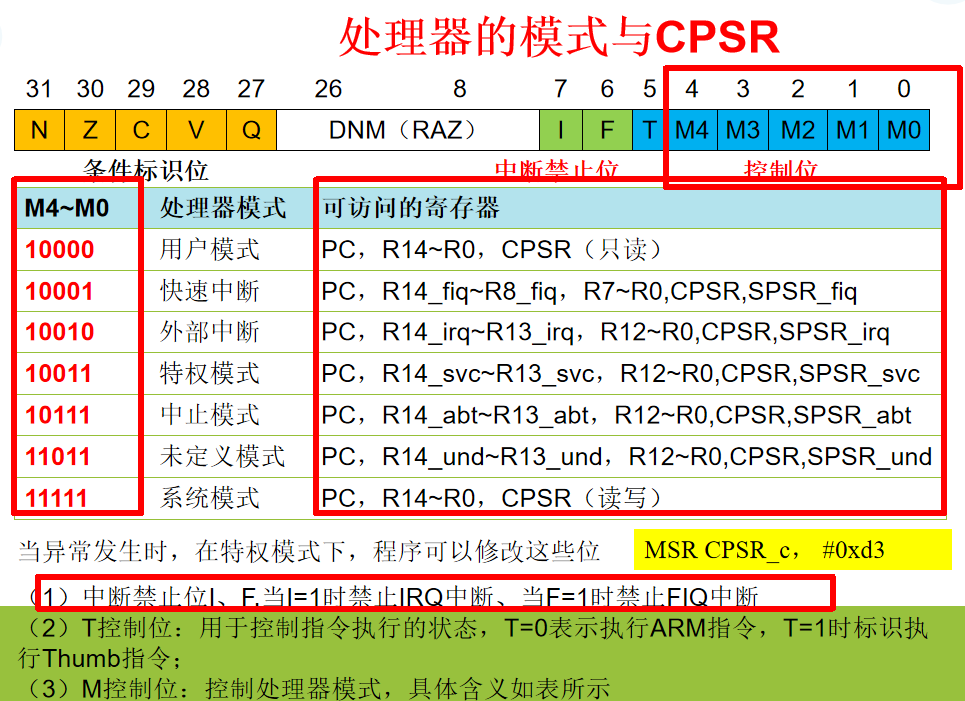 处理器的模式与CPSR
31 30 29 28 27 26 8 7 6 5 4 3 2 1 0
N Z C V Q DNM（RAZ） I F T M4 M3 M2 M1 M0
条件标识位 中断禁止位 控制位
M4~M0 处理器模式 可访问的寄存器
10000 用户模式 PC，R14~R0，CPSR（只读）
10001 快速中断 PC，R14_fiq~R8_fiq，R7~R0,CPSR,SPSR_fiq
10010 外部中断 PC，R14_irq~R13_irq，R12~R0,CPSR,SPSR_irq
10011 特权模式 PC，R14_svc~R13_svc，R12~R0,CPSR,SPSR_svc
10111 中止模式 PC，R14_abt~R13_abt，R12~R0,CPSR,SPSR_abt
11011 未定义模式 PC，R14_und~R13_und，R12~R0,CPSR,SPSR_und
11111 系统模式 PC，R14~R0，CPSR（读写）
当异常发生时，在特权模式下，程序可以修改这些位 MSR CPSR_c， #0xd3
（1）中断禁止位I、F,当I=1时禁止IRQ中断、当F=1时禁止FIQ中断
（2）T控制位：用于控制指令执行的状态，T=0表示执行ARM指令，T=1时标识执
行Thumb指令；
（3）M控制位：控制处理器模式，具体含义如表所示